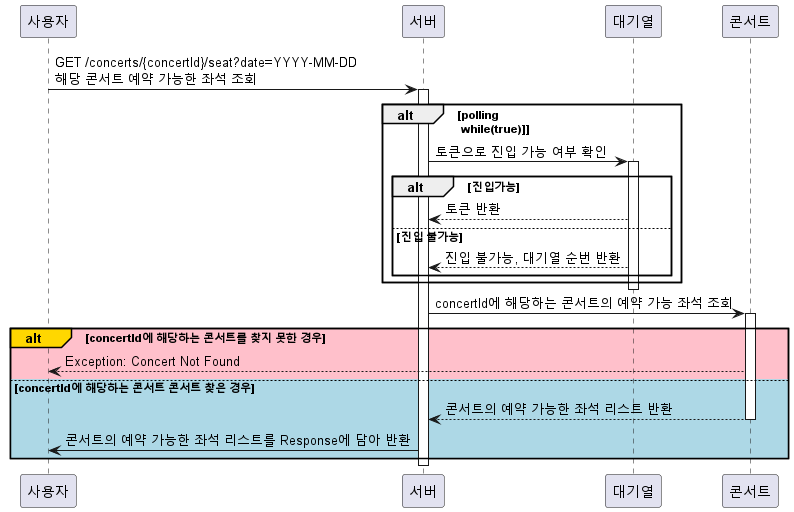 사용자 서버 대기열 콘서트
GET /concerts/{concertId}/seat?date=YYYY-MM-DD
해당 콘서트 예약 가능한 좌석 조회
alt [polling
while(true)]]
토큰으로 진입 가능 여부 확인
alt [진입가능]
토큰 반환
[진입 불가능]
진입 불가능, 대기열 순번 반환
concertId에 해당하는 콘서트의 예약 가능 좌석 조회
alt [concertId에 해당하는 콘서트를 찾지 못한 경우]
Exception: Concert Not Found
[concertId에 해당하는 콘서트 콘서트 찾은 경우]
콘서트의 예약 가능한 좌석 리스트 반환
콘서트의 예약 가능한 좌석 리스트를 Response에 담아 반환
사용자 서버 대기열 콘서트